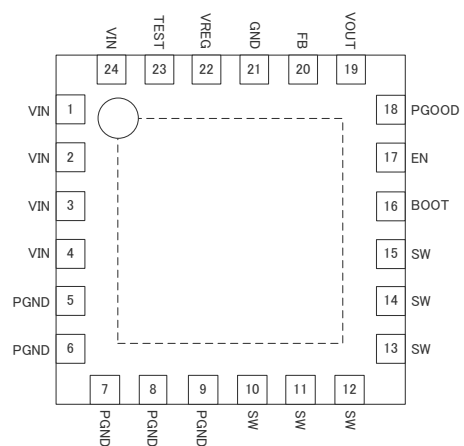 VIN
TEST
VREG
GND
FB
VOUT
24
23
22
21
20
19
VIN 1
VIN 2
VIN 3
VIN 4
PGND 5
PGND 6
18 PGOOD
17 EN
16 BOOT
15 SW
14 SW
13 SW
7
8
9
10
11
12
PGND
PGND
PGND
SW
SW
SW